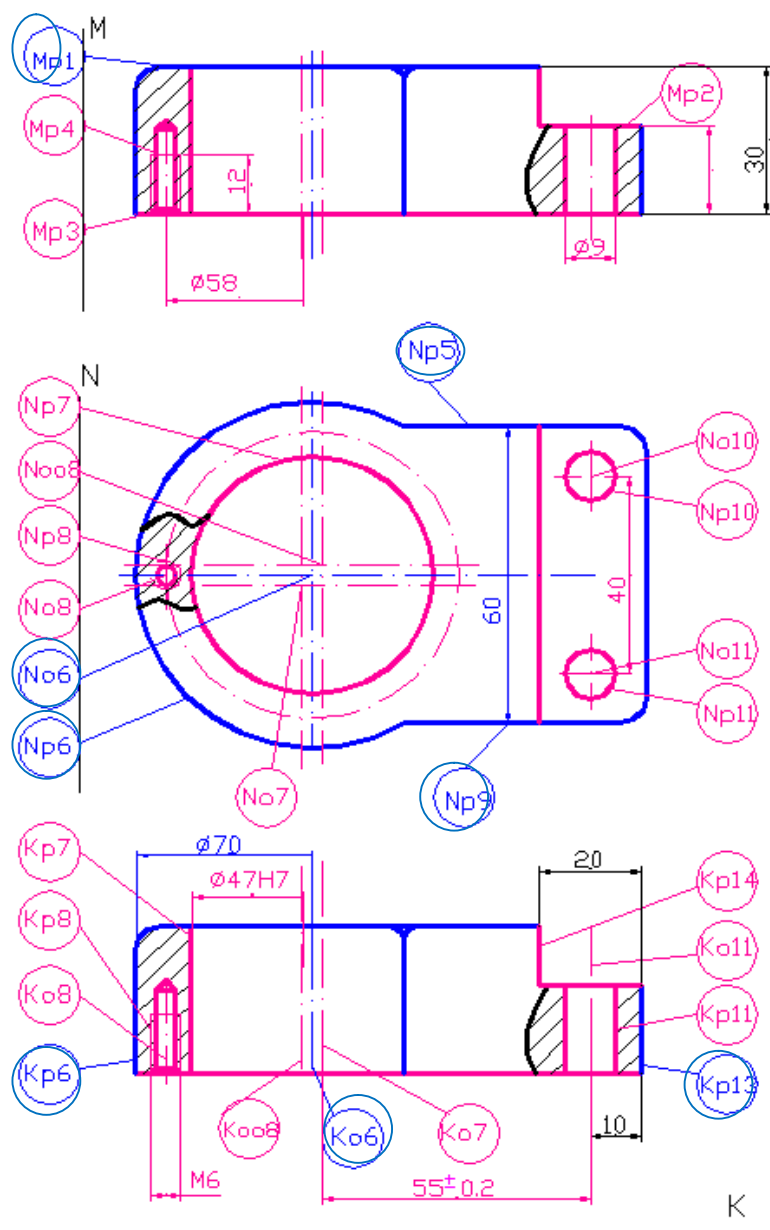 M
Mp1
Mp4
Mp2
12
30
Mp3
Ø58
Ø9
Np5
N
Np7
No10
Noo8
Np10
Np8
No8
60
40
No6
No11
Np6
Np11
No7
Np9
Ø70
20
Kp7
Ø47H7
Kp14
Kp8
Ko11
Ko8
Kp11
Kp6
Kp13
Koo8
Ko6
Ko7
10
M6
55±0.2
K